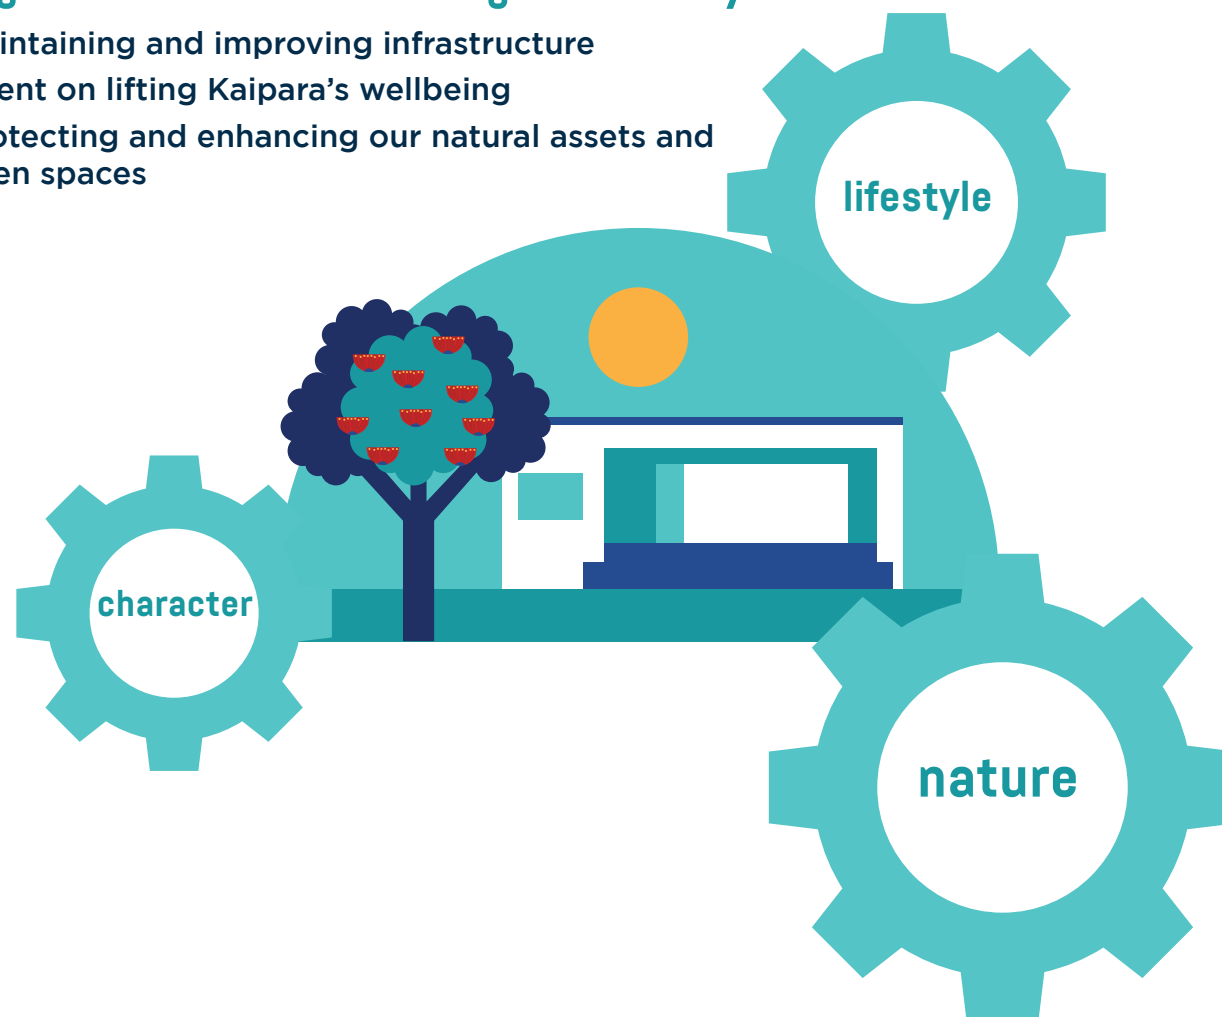 intaining and improving infrastructure
ent on lifting Kaipara's wellbeing
otecting and enhancing our natural assets and
en spaces
lifestyle
character
nature